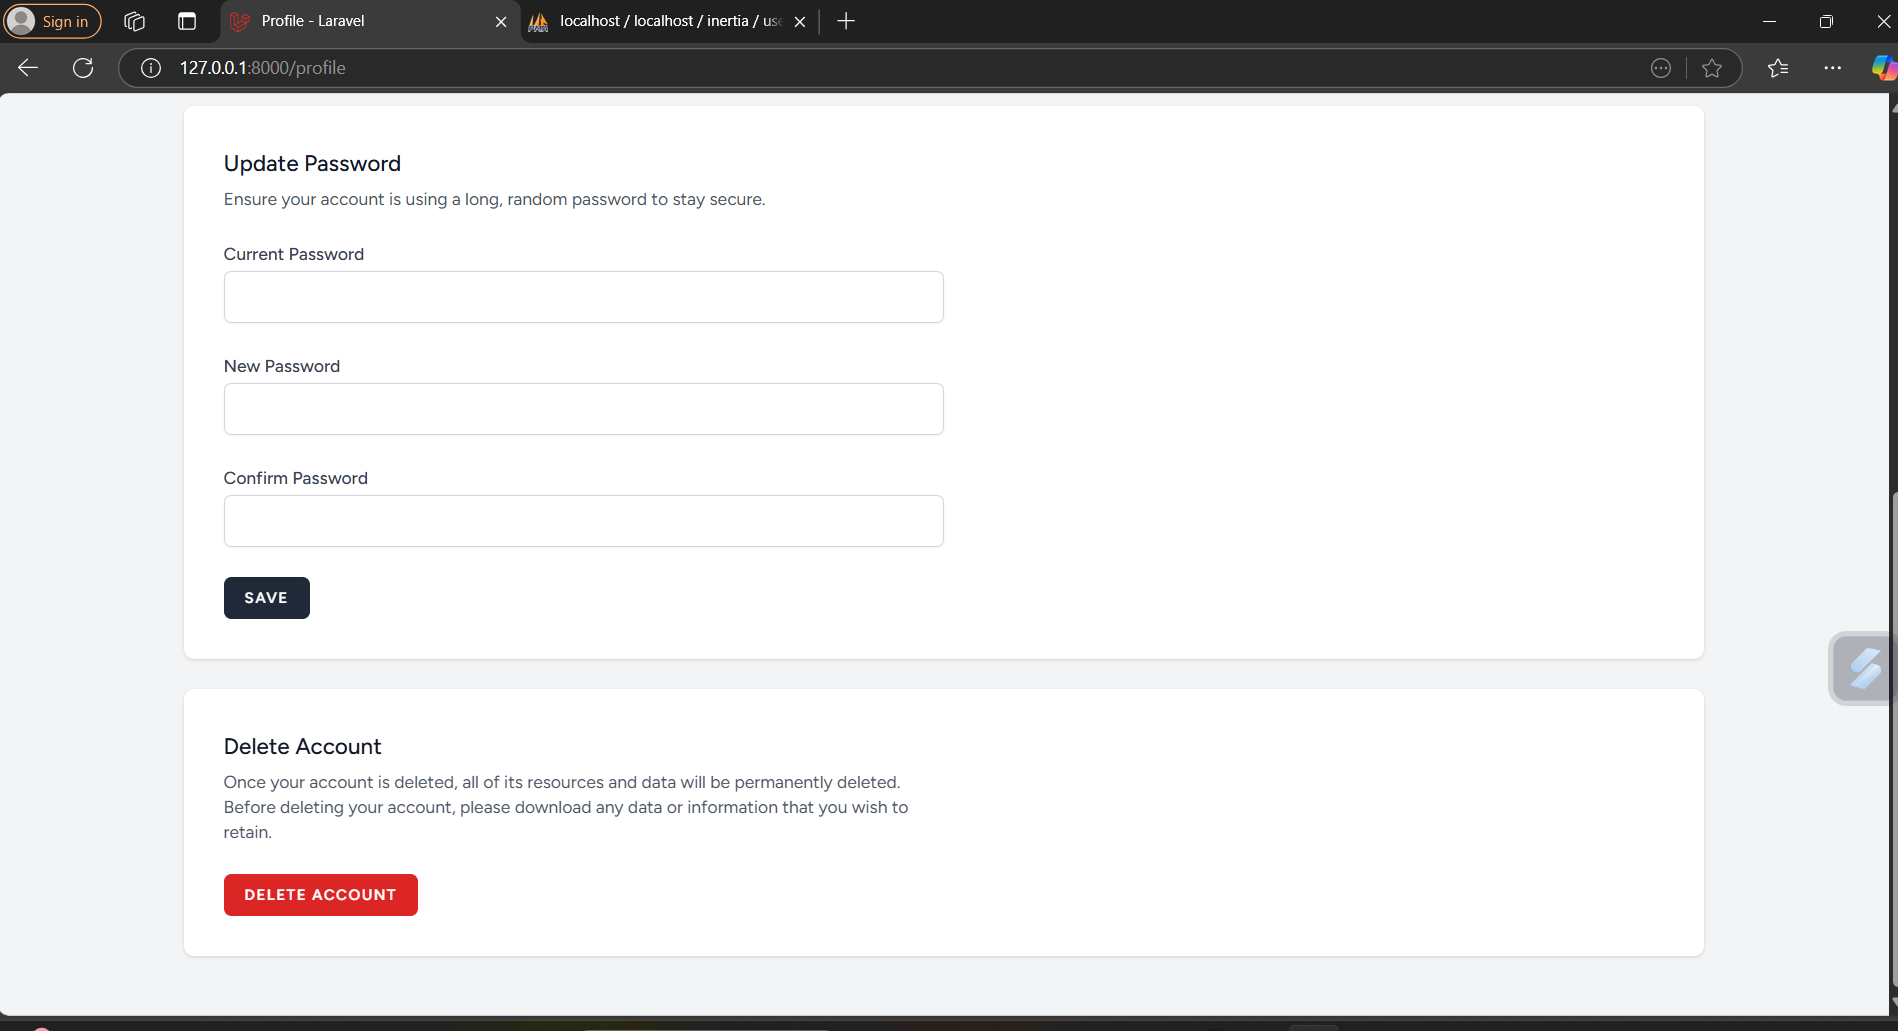 Sign in
Profile - Laravel
localhost / localhost / inertia / us
127.0.0.1:8000/profile
Update Password
Ensure your account is using a long, random password to stay secure.
Current Password
New Password
Confirm Password
SAVE
Delete Account
Once your account is deleted, all of its resources and data will be permanently deleted.
Before deleting your account, please download any data or information that you wish to
retain.
DELETE ACCOUNT